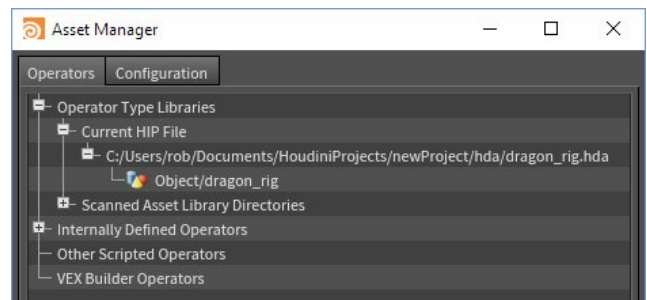 Asset Manager
Operators Configuration
Operator Type Libraries
Current HIP File
C:/Users/rob/Documents/HoudiniProjects/newProject/hda/dragon_rig.hda
Object/dragon_rig
Scanned Asset Library Directories
Internally Defined Operators
Other Scripted Operators
VEX Builder Operators